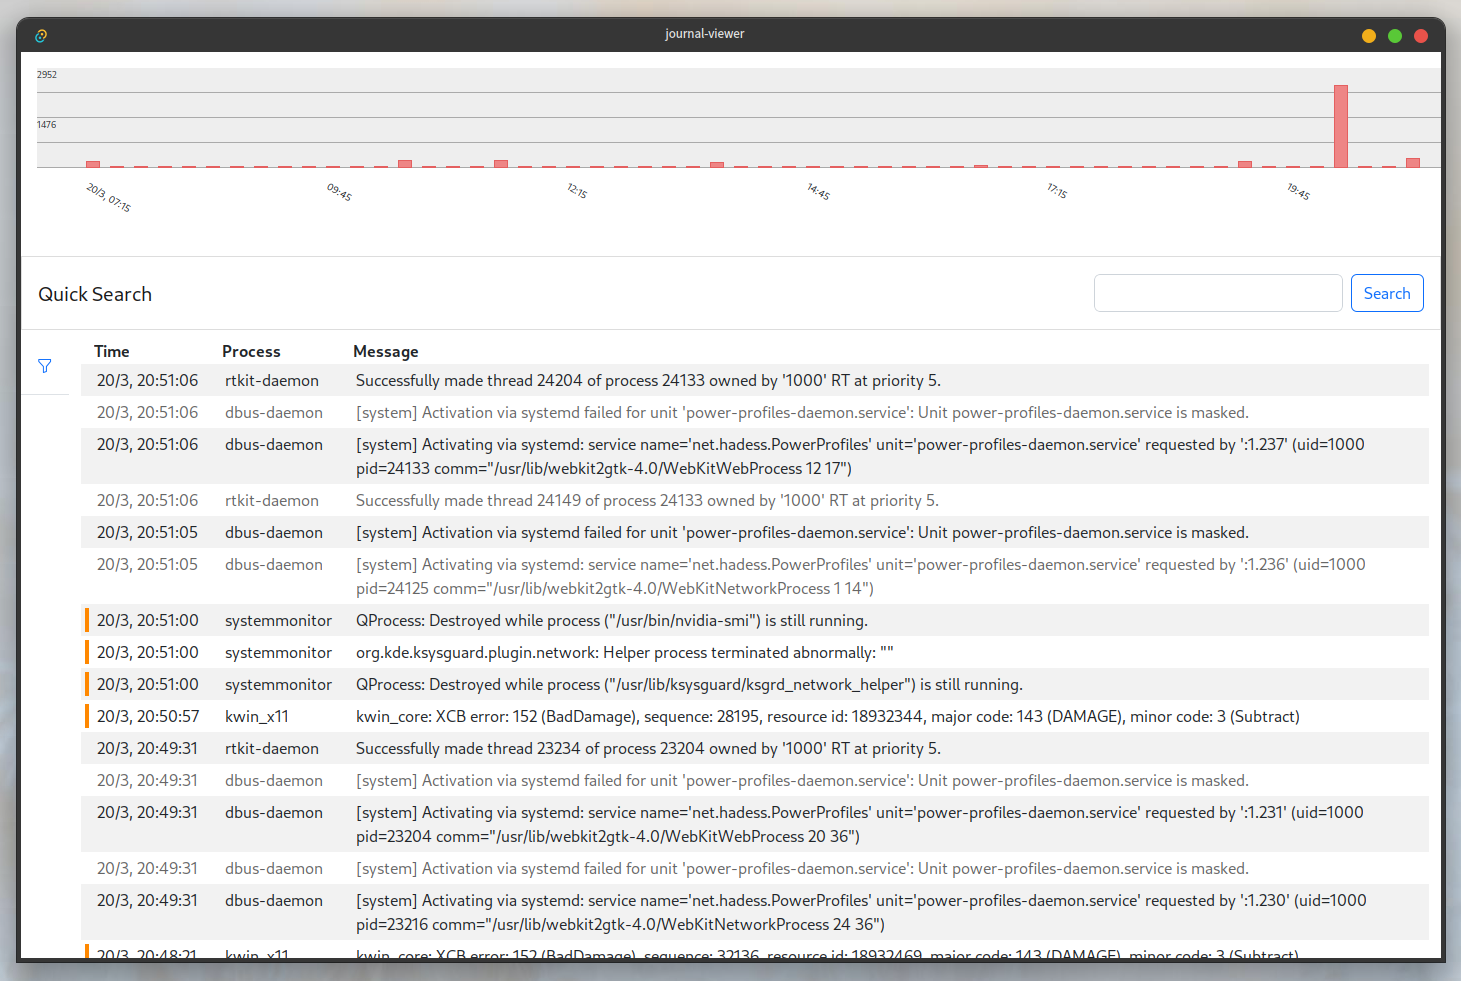 journal-viewer
2952
1476
20/3, 07:15
09:45
12:15
14:45
17:15
19:45
Quick Search
Search
Time Process Message
20/3, 20:51:06 rtkit-daemon Successfully made thread 24204 of process 24133 owned by '1000' RT at priority 5.
20/3, 20:51:06 dbus-daemon [system] Activation via systemd failed for unit 'power-profiles-daemon.service': Unit power-profiles-daemon.service is masked.
20/3, 20:51:06 dbus-daemon [system] Activating via systemd: service name='net.hadess.PowerProfiles' unit='power-profiles-daemon.service' requested by ':1.237' (uid=1000
pid=24133 comm="/usr/lib/webkit2gtk-4.0/WebKitWebProcess 12 17")
20/3, 20:51:06 rtkit-daemon Successfully made thread 24149 of process 24133 owned by '1000' RT at priority 5.
20/3, 20:51:05 dbus-daemon [system] Activation via systemd failed for unit 'power-profiles-daemon.service': Unit power-profiles-daemon.service is masked.
20/3, 20:51:05 dbus-daemon [system] Activating via systemd: service name='net.hadess.PowerProfiles' unit='power-profiles-daemon.service' requested by ':1.236' (uid=1000
pid=24125 comm="/usr/lib/webkit2gtk-4.0/WebKitNetworkProcess 1 14")
20/3, 20:51:00 systemmonitor QProcess: Destroyed while process ("/usr/bin/nvidia-smi") is still running.
20/3, 20:51:00 systemmonitor org.kde.ksysguard.plugin.network: Helper process terminated abnormally: ""
20/3, 20:51:00 systemmonitor QProcess: Destroyed while process ("/usr/lib/ksysguard/ksgrd_network_helper") is still running.
20/3, 20:50:57 kwin_x11 kwin_core: XCB error: 152 (BadDamage), sequence: 28195, resource id: 18932344, major code: 143 (DAMAGE), minor code: 3 (Subtract)
20/3, 20:49:31 rtkit-daemon Successfully made thread 23234 of process 23204 owned by '1000' RT at priority 5.
20/3, 20:49:31 dbus-daemon [system] Activation via systemd failed for unit 'power-profiles-daemon.service': Unit power-profiles-daemon.service is masked.
20/3, 20:49:31 dbus-daemon [system] Activating via systemd: service name='net.hadess.PowerProfiles' unit='power-profiles-daemon.service' requested by ':1.231' (uid=1000
pid=23204 comm="/usr/lib/webkit2gtk-4.0/WebKitWebProcess 20 36")
20/3, 20:49:31 dbus-daemon [system] Activation via systemd failed for unit 'power-profiles-daemon.service': Unit power-profiles-daemon.service is masked.
20/3, 20:49:31 dbus-daemon [system] Activating via systemd: service name='net.hadess.PowerProfiles' unit='power-profiles-daemon.service' requested by ':1.230' (uid=1000
pid=23216 comm="/usr/lib/webkit2gtk-4.0/WebKitNetworkProcess 24 36")
20/3, 20:48:21 kwin_x11 kwin_core: XCB error: 152 (BadDamage), sequence: 32136, resource id: 18932469, major code: 143 (DAMAGE), minor code: 3 (Subtract)